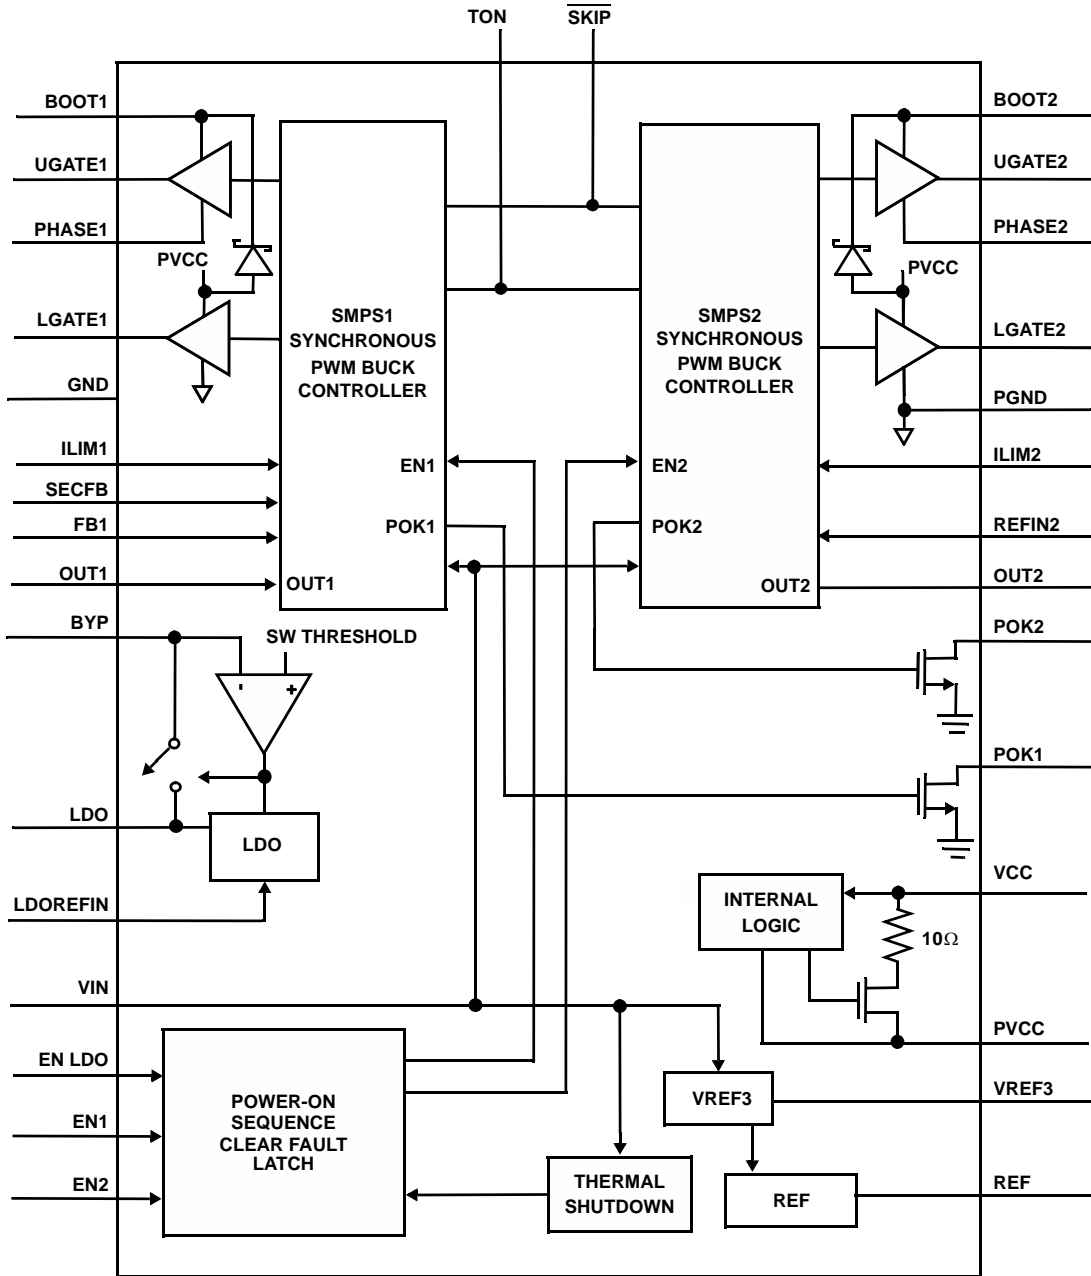 TON
SKIP
BOOT1
UGATE1
PHASE1
PVCC
LGATE1
GND
ILIM1
SECFB
FB1
OUT1
BYP
LDO
LDOREFIN
VIN
EN LDO
EN1
EN2
SMPS1
SYNCHRONOUS
PWM BUCK
CONTROLLER
EN1
POK1
OUT1
SMPS2
SYNCHRONOUS
PWM BUCK
CONTROLLER
EN2
POK2
OUT2
SW THRESHOLD
-
+
LDO
POWER-ON
SEQUENCE
CLEAR FAULT
LATCH
THERMAL
SHUTDOWN
INTERNAL
LOGIC
10Ω
VREF3
REF
BOOT2
UGATE2
PHASE2
PVCC
LGATE2
PGND
ILIM2
REFIN2
OUT2
POK2
POK1
VCC
PVCC
VREF3
REF